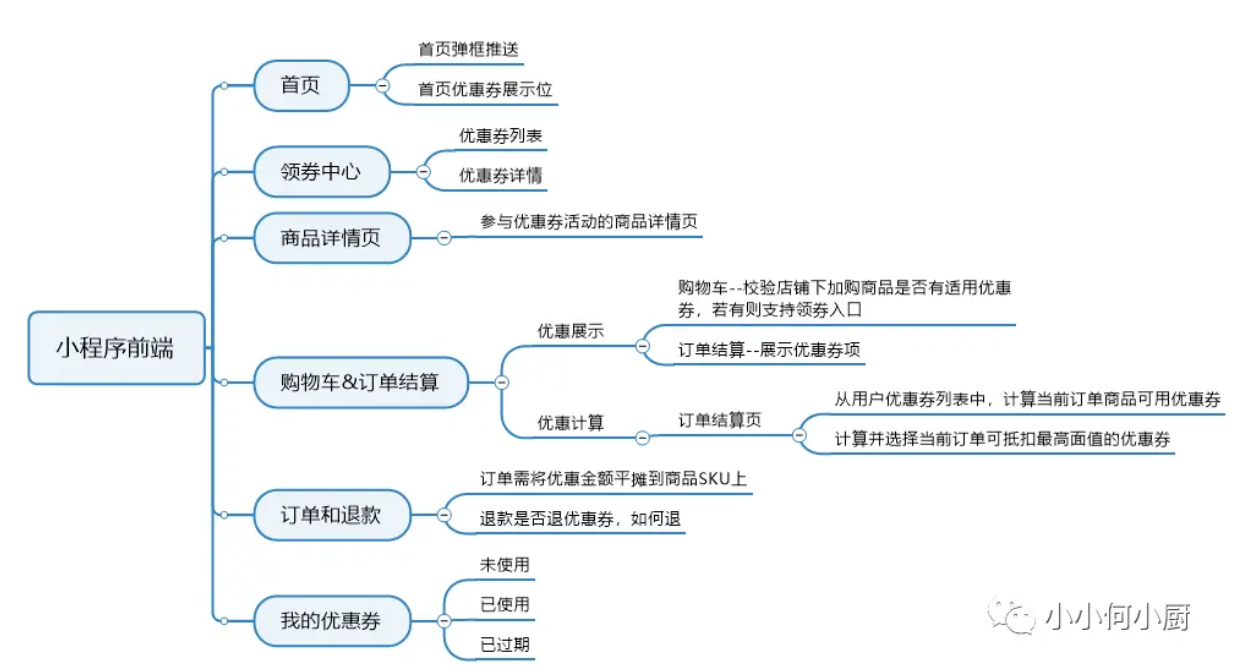 首页弹框推送
首页
首页优惠券展示位
优惠券列表
领券中心
优惠券详情
商品详情页
参与优惠券活动的商品详情页
小程序前端
购物车&订单结算
优惠展示
购物车--校验店铺下加购商品是否有适用优惠
券，若有则支持领券入口
订单结算--展示优惠券项
优惠计算
订单结算页
从用户优惠券列表中，计算当前订单商品可用优惠券
计算并选择当前订单可抵扣最高面值的优惠券
订单和退款
订单需将优惠金额平摊到商品SKU上
退款是否退优惠券，如何退
我的优惠券
未使用
已使用
已过期
小小何小厨